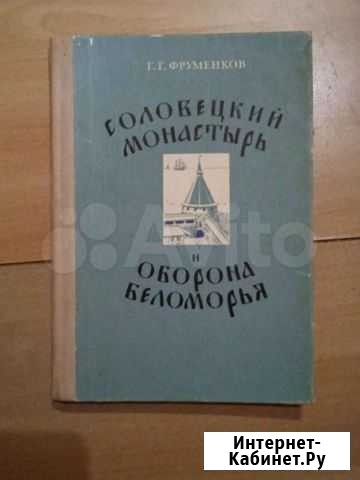 Г. Г. ФРУМЕНКОВ
СОЛОВЕЦКИЙ
МОНАСТЫРЬ
И
ОБОРОНА
БЕЛОМОРЬЯ
Avito
Интернет-
Кабинет.Ру